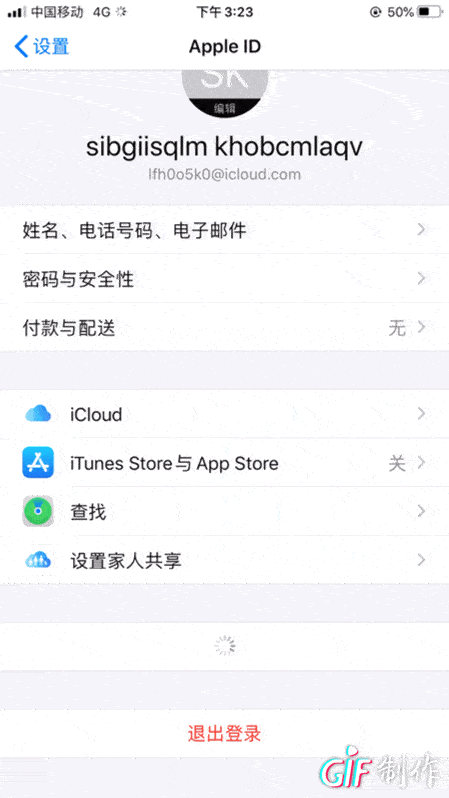 中国移动 4G 下午3:23 50%
设置 Apple ID
SK
编辑
sibgiisqlm khobcmlaqv
lfh0o5k0@icloud.com
姓名、电话号码、电子邮件
密码与安全性
付款与配送 无
iCloud
iTunes Store与App Store 关
查找
设置家人共享
退出登录
GIF制作